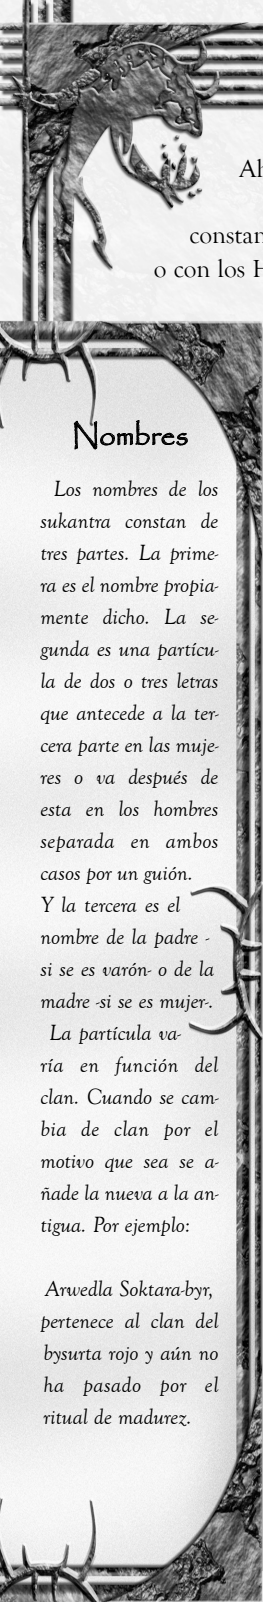 constan
o con los H
Nombres
Los nombres de los
sukantra constan de
tres partes. La prime-
ra es el nombre propia-
mente dicho. La se-
gunda es una partícu-
la de dos o tres letras
que antecede a la ter-
cera parte en las muje-
res o va después de
esta en los hombres
separada en ambos
casos por un guión.
Y la tercera es el
nombre de la padre -
si se es varón- o de la
madre -si se es mujer-.
La partícula va-
ría en función del
clan. Cuando se cam-
bia de clan por el
motivo que sea se a-
ñade la nueva a la an-
tigua. Por ejemplo:
Arwedla Soktara-byr,
pertenece al clan del
bysurta rojo y aún no
ha pasado por el
ritual de madurez.